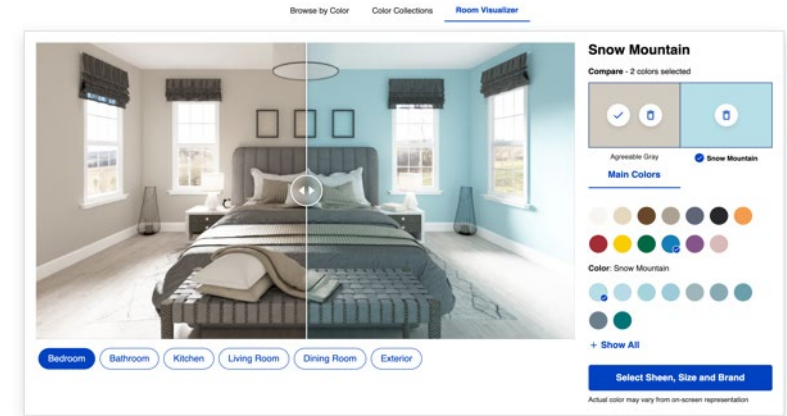 Browse by Color
Color Collections
Room Visualizer
Snow Mountain
Compare - 2 colors selected
Agreeable Gray
Snow Mountain
Main Colors
Color: Snow Mountain
+ Show All
Bedroom
Bathroom
Kitchen
Living Room
Dining Room
Exterior
Select Sheen, Size and Brand
Actual color may vary from on-screen representation